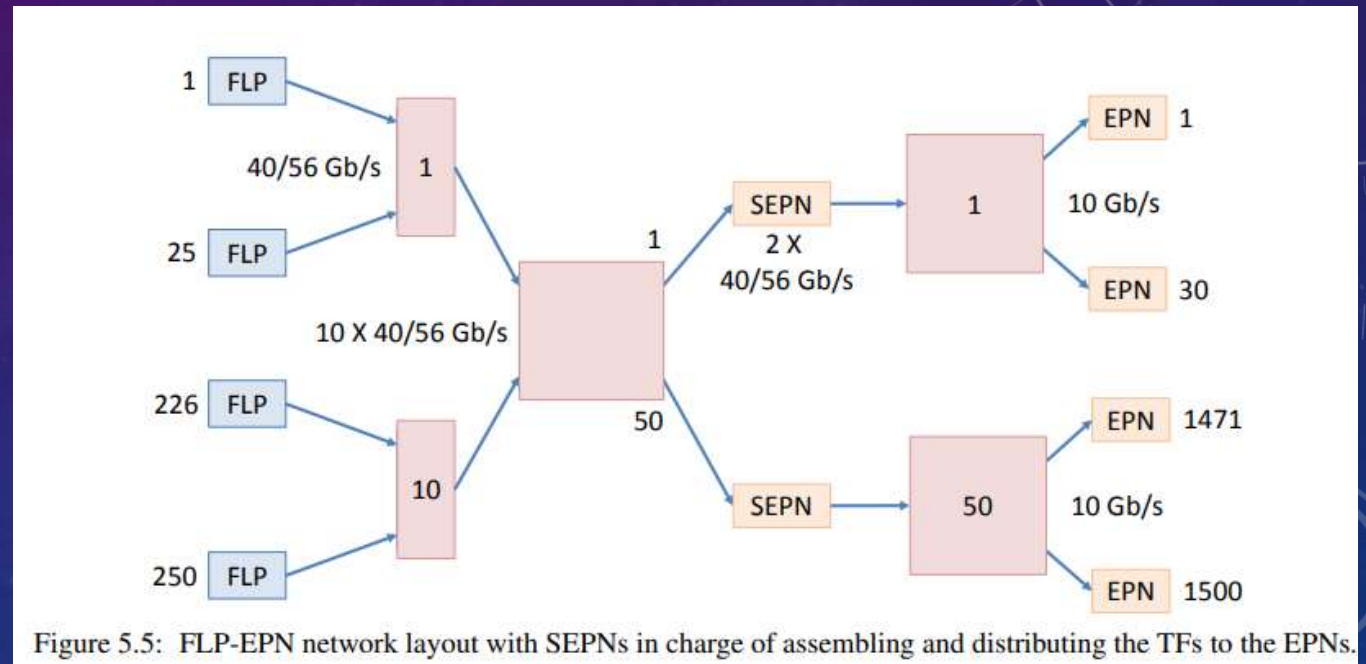 1 FLP
EPN 1
40/56 Gb/s 1
SEPN
1
10 Gb/s
25 FLP
1
2 X
40/56 Gb/s
EPN 30
10 X 40/56 Gb/s
226 FLP
50
EPN 1471
10
SEPN
50
10 Gb/s
250 FLP
EPN 1500
Figure 5.5: FLP-EPN network layout with SEPNs in charge of assembling and distributing the TFs to the EPNs.